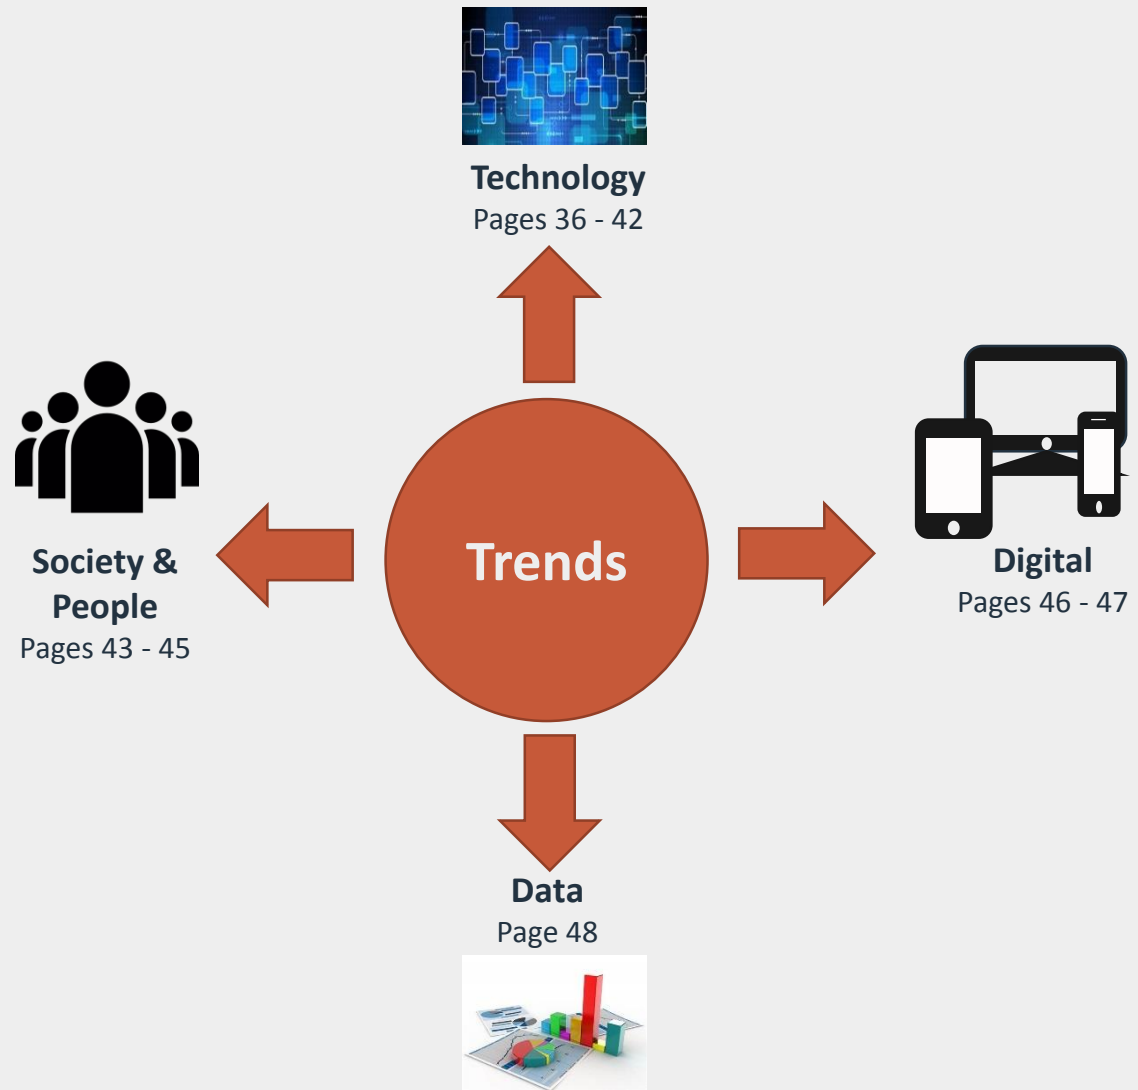 Technology
Pages 36 - 42
Society &
People
Pages 43 - 45
Trends
Digital
Pages 46 - 47
Data
Page 48